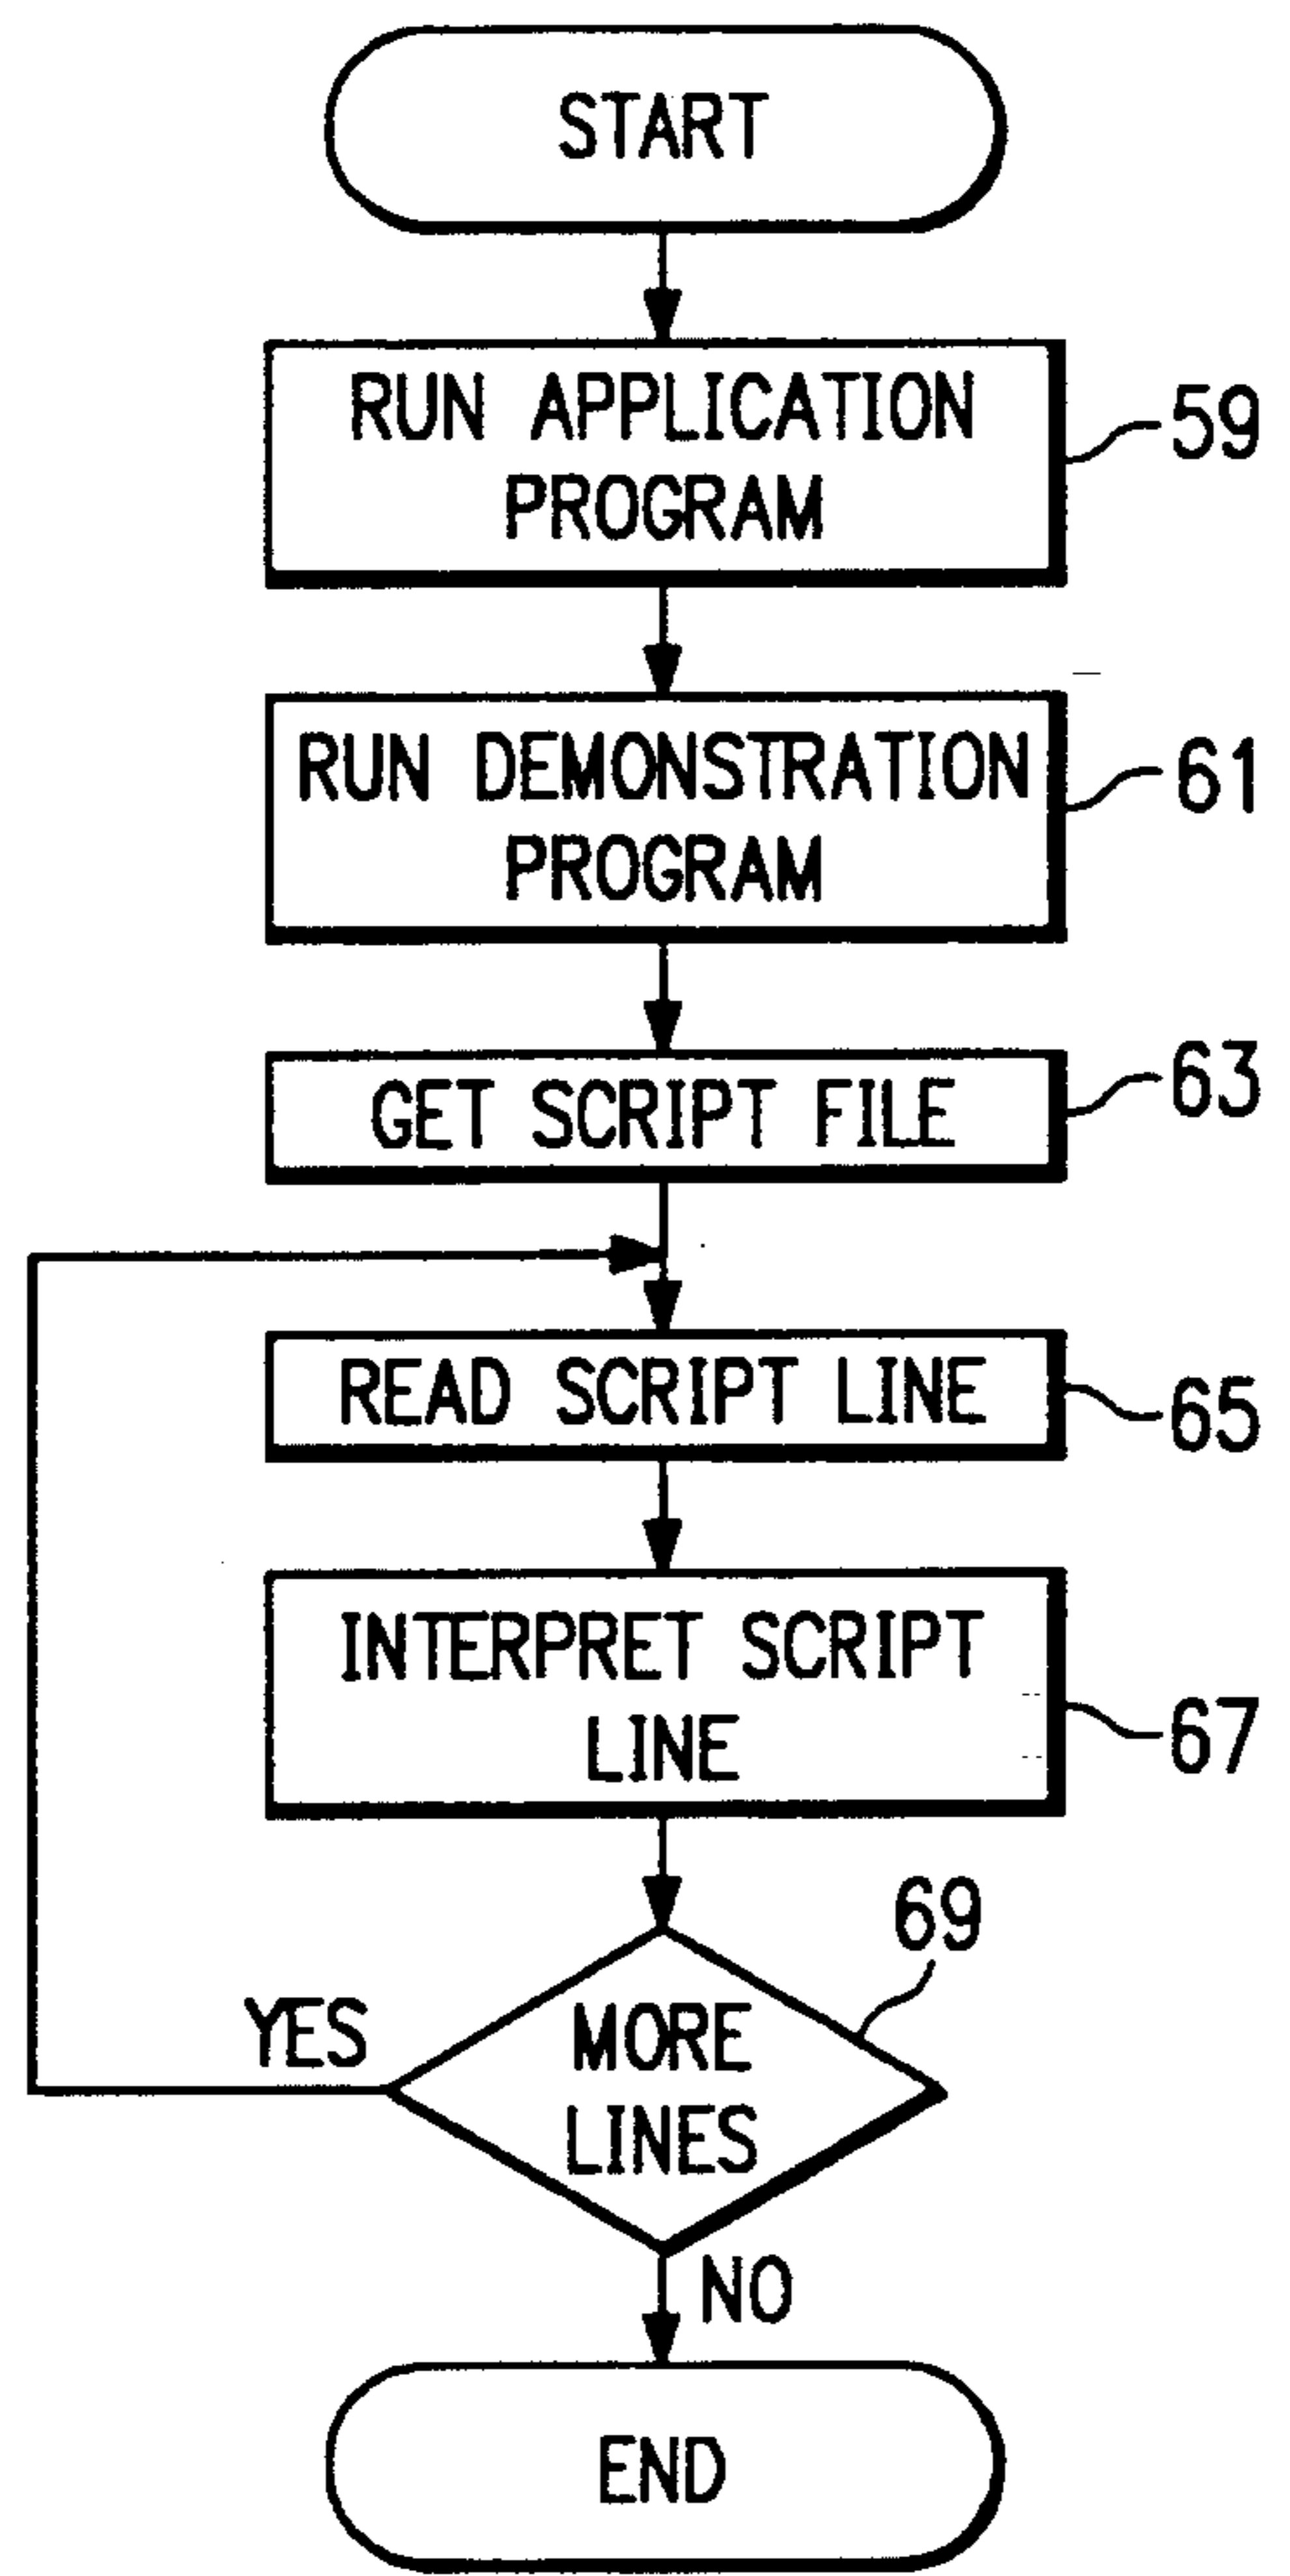 START
RUN APPLICATION
PROGRAM
59
RUN DEMONSTRATION
PROGRAM
61
GET SCRIPT FILE
63
READ SCRIPT LINE
65
INTERPRET SCRIPT
LINE
67
69
YES
MORE
LINES
NO
END